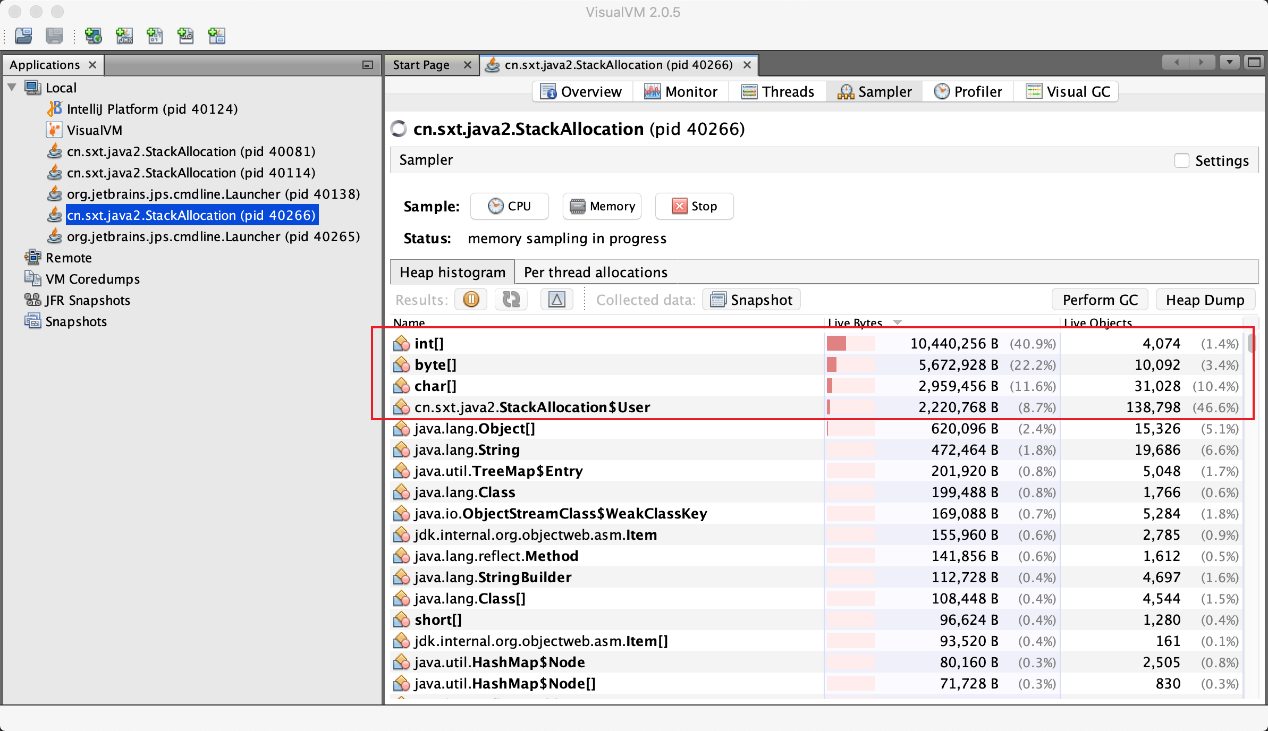 VisualVM 2.0.5
Applications
Start Page
cn.sxt.java2.StackAllocation (pid 40266)
Local
IntelliJ Platform (pid 40124)
VisualVM
cn.sxt.java2.StackAllocation (pid 40081)
cn.sxt.java2.StackAllocation (pid 40114)
org.jetbrains.jps.cmdline.Launcher (pid 40138)
cn.sxt.java2.StackAllocation (pid 40266)
org.jetbrains.jps.cmdline.Launcher (pid 40265)
Remote
VM Coredumps
JFR Snapshots
Snapshots
Overview Monitor Threads Sampler Profiler Visual GC
cn.sxt.java2.StackAllocation (pid 40266)
Sampler Settings
Sample: CPU Memory Stop
Status: memory sampling in progress
Heap histogram Per thread allocations
Results: Collected data: Snapshot Perform GC Heap Dump
Name Live Bytes Live Objects
int[] 10,440,256 B (40.9%) 4,074 (1.4%)
byte[] 5,672,928 B (22.2%) 10,092 (3.4%)
char[] 2,959,456 B (11.6%) 31,028 (10.4%)
cn.sxt.java2.StackAllocation$User 2,220,768 B (8.7%) 138,798 (46.6%)
java.lang.Object[] 620,096 B (2.4%) 15,326 (5.1%)
java.lang.String 472,464 B (1.8%) 19,686 (6.6%)
java.util.TreeMap$Entry 201,920 B (0.8%) 5,048 (1.7%)
java.lang.Class 199,488 B (0.8%) 1,766 (0.6%)
java.io.ObjectStreamClass$WeakClassKey 169,088 B (0.7%) 5,284 (1.8%)
jdk.internal.org.objectweb.asm.Item 155,960 B (0.6%) 2,785 (0.9%)
java.lang.reflect.Method 141,856 B (0.6%) 1,612 (0.5%)
java.lang.StringBuilder 112,728 B (0.4%) 4,697 (1.6%)
java.lang.Class[] 108,448 B (0.4%) 4,544 (1.5%)
short[] 96,624 B (0.4%) 1,280 (0.4%)
jdk.internal.org.objectweb.asm.Item[] 93,520 B (0.4%) 161 (0.1%)
java.util.HashMap$Node 80,160 B (0.3%) 2,505 (0.8%)
java.util.HashMap$Node[] 71,728 B (0.3%) 830 (0.3%)